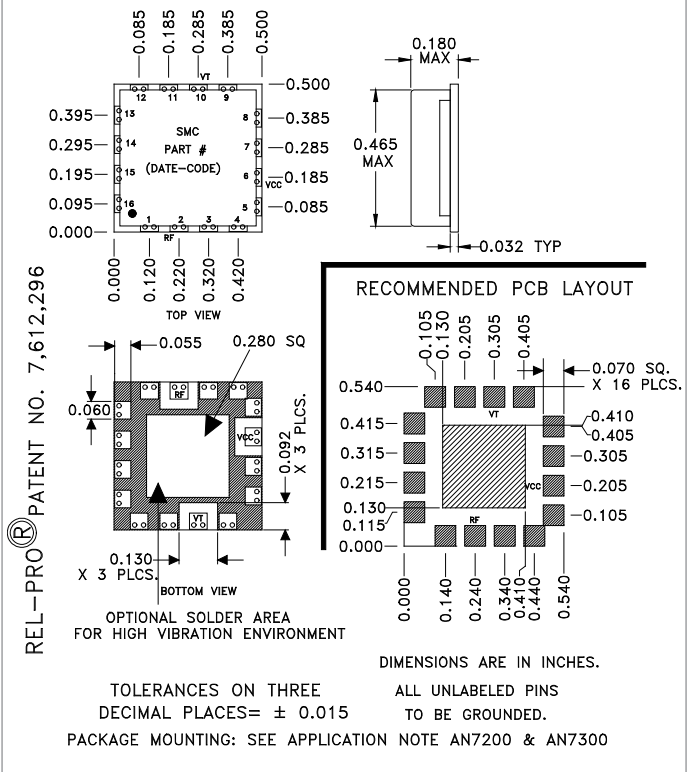 0.085
0.185
0.285
0.385
0.500
VT
12
11
10
9
0.500
0.395
0.295
0.195
0.095
0.000
13
14
15
16
SMC
PART #
(DATE-CODE)
8
7
6
5
VCC
0.385
0.285
0.185
0.085
1
2
3
4
RF
0.000
0.120
0.220
0.320
0.420
TOP VIEW
0.180
MAX
0.465
MAX
0.032 TYP
REL-PRO® PATENT NO. 7,612,296
0.055
0.280 SQ
0.060
RF
VCC
VT
0.092
X 3 PLCS.
0.130
X 3 PLCS.
BOTTOM VIEW
OPTIONAL SOLDER AREA
FOR HIGH VIBRATION ENVIRONMENT
RECOMMENDED PCB LAYOUT
0.105
0.130
0.205
0.305
0.405
0.070 SQ.
X 16 PLCS.
0.540
0.415
0.315
0.215
0.130
0.115
0.000
VT
VCC
RF
0.410
0.405
0.305
0.205
0.105
0.000
0.140
0.240
0.340
0.410
0.440
0.540
DIMENSIONS ARE IN INCHES.
TOLERANCES ON THREE
DECIMAL PLACES= ± 0.015
ALL UNLABELED PINS
TO BE GROUNDED.
PACKAGE MOUNTING: SEE APPLICATION NOTE AN7200 & AN7300